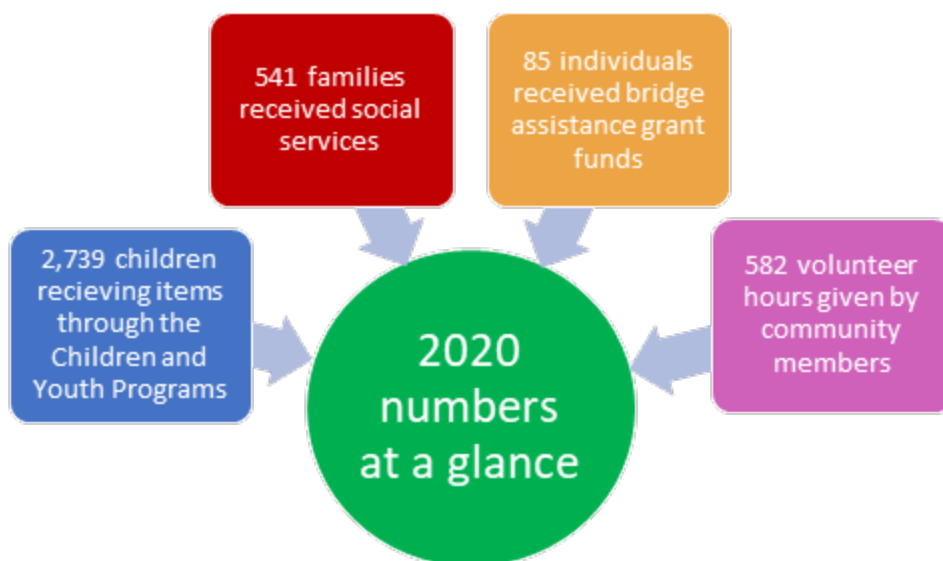 541 families
received social
services
85 individuals
received bridge
assistance grant
funds
2,739 children
recieving items
through the
Children and
Youth Programs
582 volunteer
hours given by
community
members
2020
numbers
at a glance